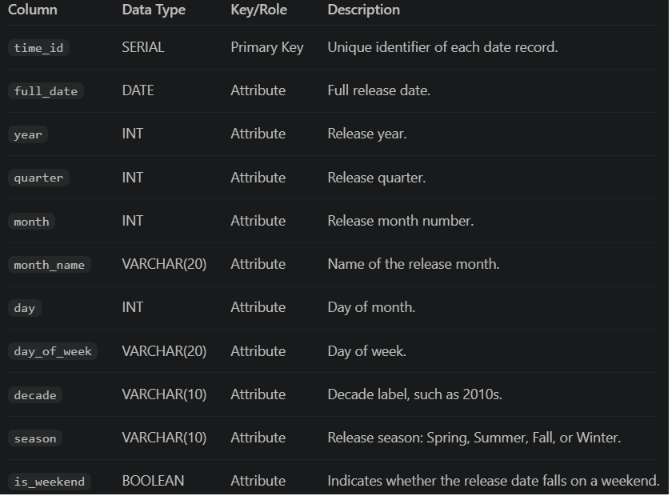 Column Data Type Key/Role Description
time_id SERIAL Primary Key Unique identifier of each date record.
full_date DATE Attribute Full release date.
year INT Attribute Release year.
quarter INT Attribute Release quarter.
month INT Attribute Release month number.
month_name VARCHAR(20) Attribute Name of the release month.
day INT Attribute Day of month.
day_of_week VARCHAR(20) Attribute Day of week.
decade VARCHAR(10) Attribute Decade label, such as 2010s.
season VARCHAR(10) Attribute Release season: Spring, Summer, Fall, or Winter.
is_weekend BOOLEAN Attribute Indicates whether the release date falls on a weekend.